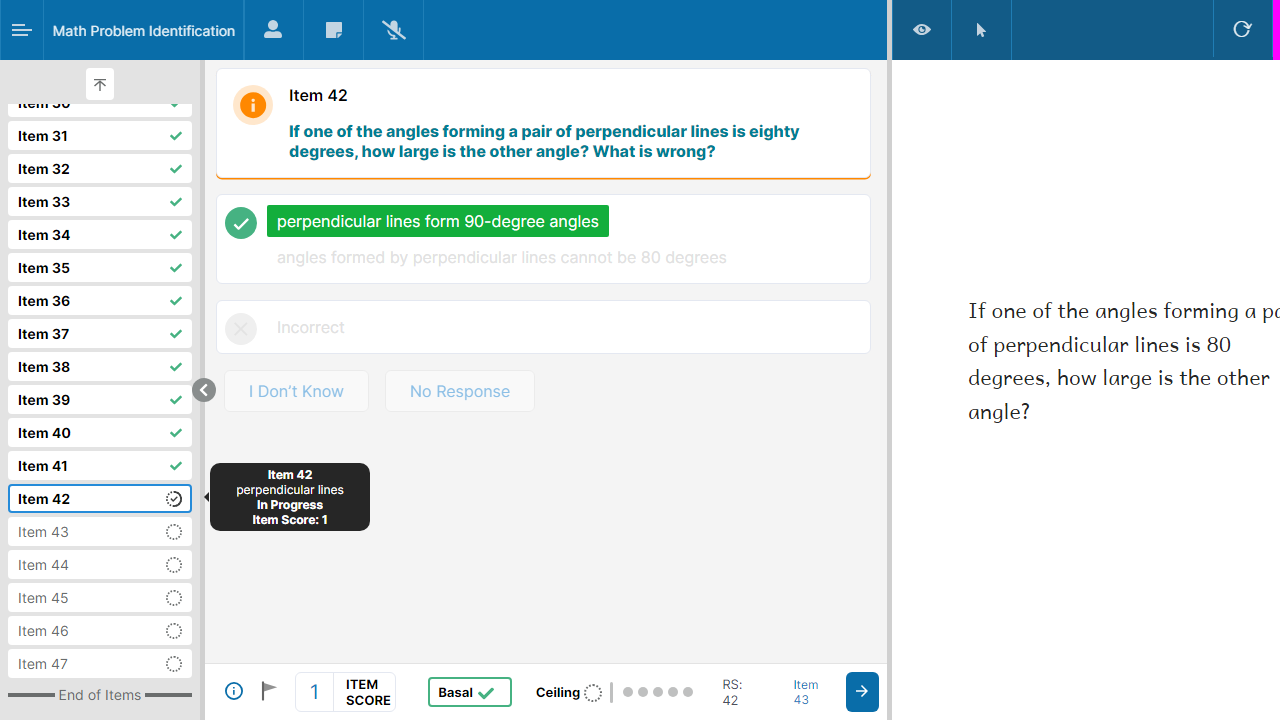 Math Problem Identification
Item 30
Item 31
Item 32
Item 33
Item 34
Item 35
Item 36
Item 37
Item 38
Item 39
Item 40
Item 41
Item 42
Item 43
Item 44
Item 45
Item 46
Item 47
End of Items
Item 42
If one of the angles forming a pair of perpendicular lines is eighty
degrees, how large is the other angle? What is wrong?
perpendicular lines form 90-degree angles
angles formed by perpendicular lines cannot be 80 degrees
Incorrect
I Don’t Know
No Response
Item 42
perpendicular lines
In Progress
Item Score: 1
1
ITEM
SCORE
Basal
Ceiling
RS:
42
Item
43
If one of the angles forming a
of perpendicular lines is 80
degrees, how large is the other
angle?